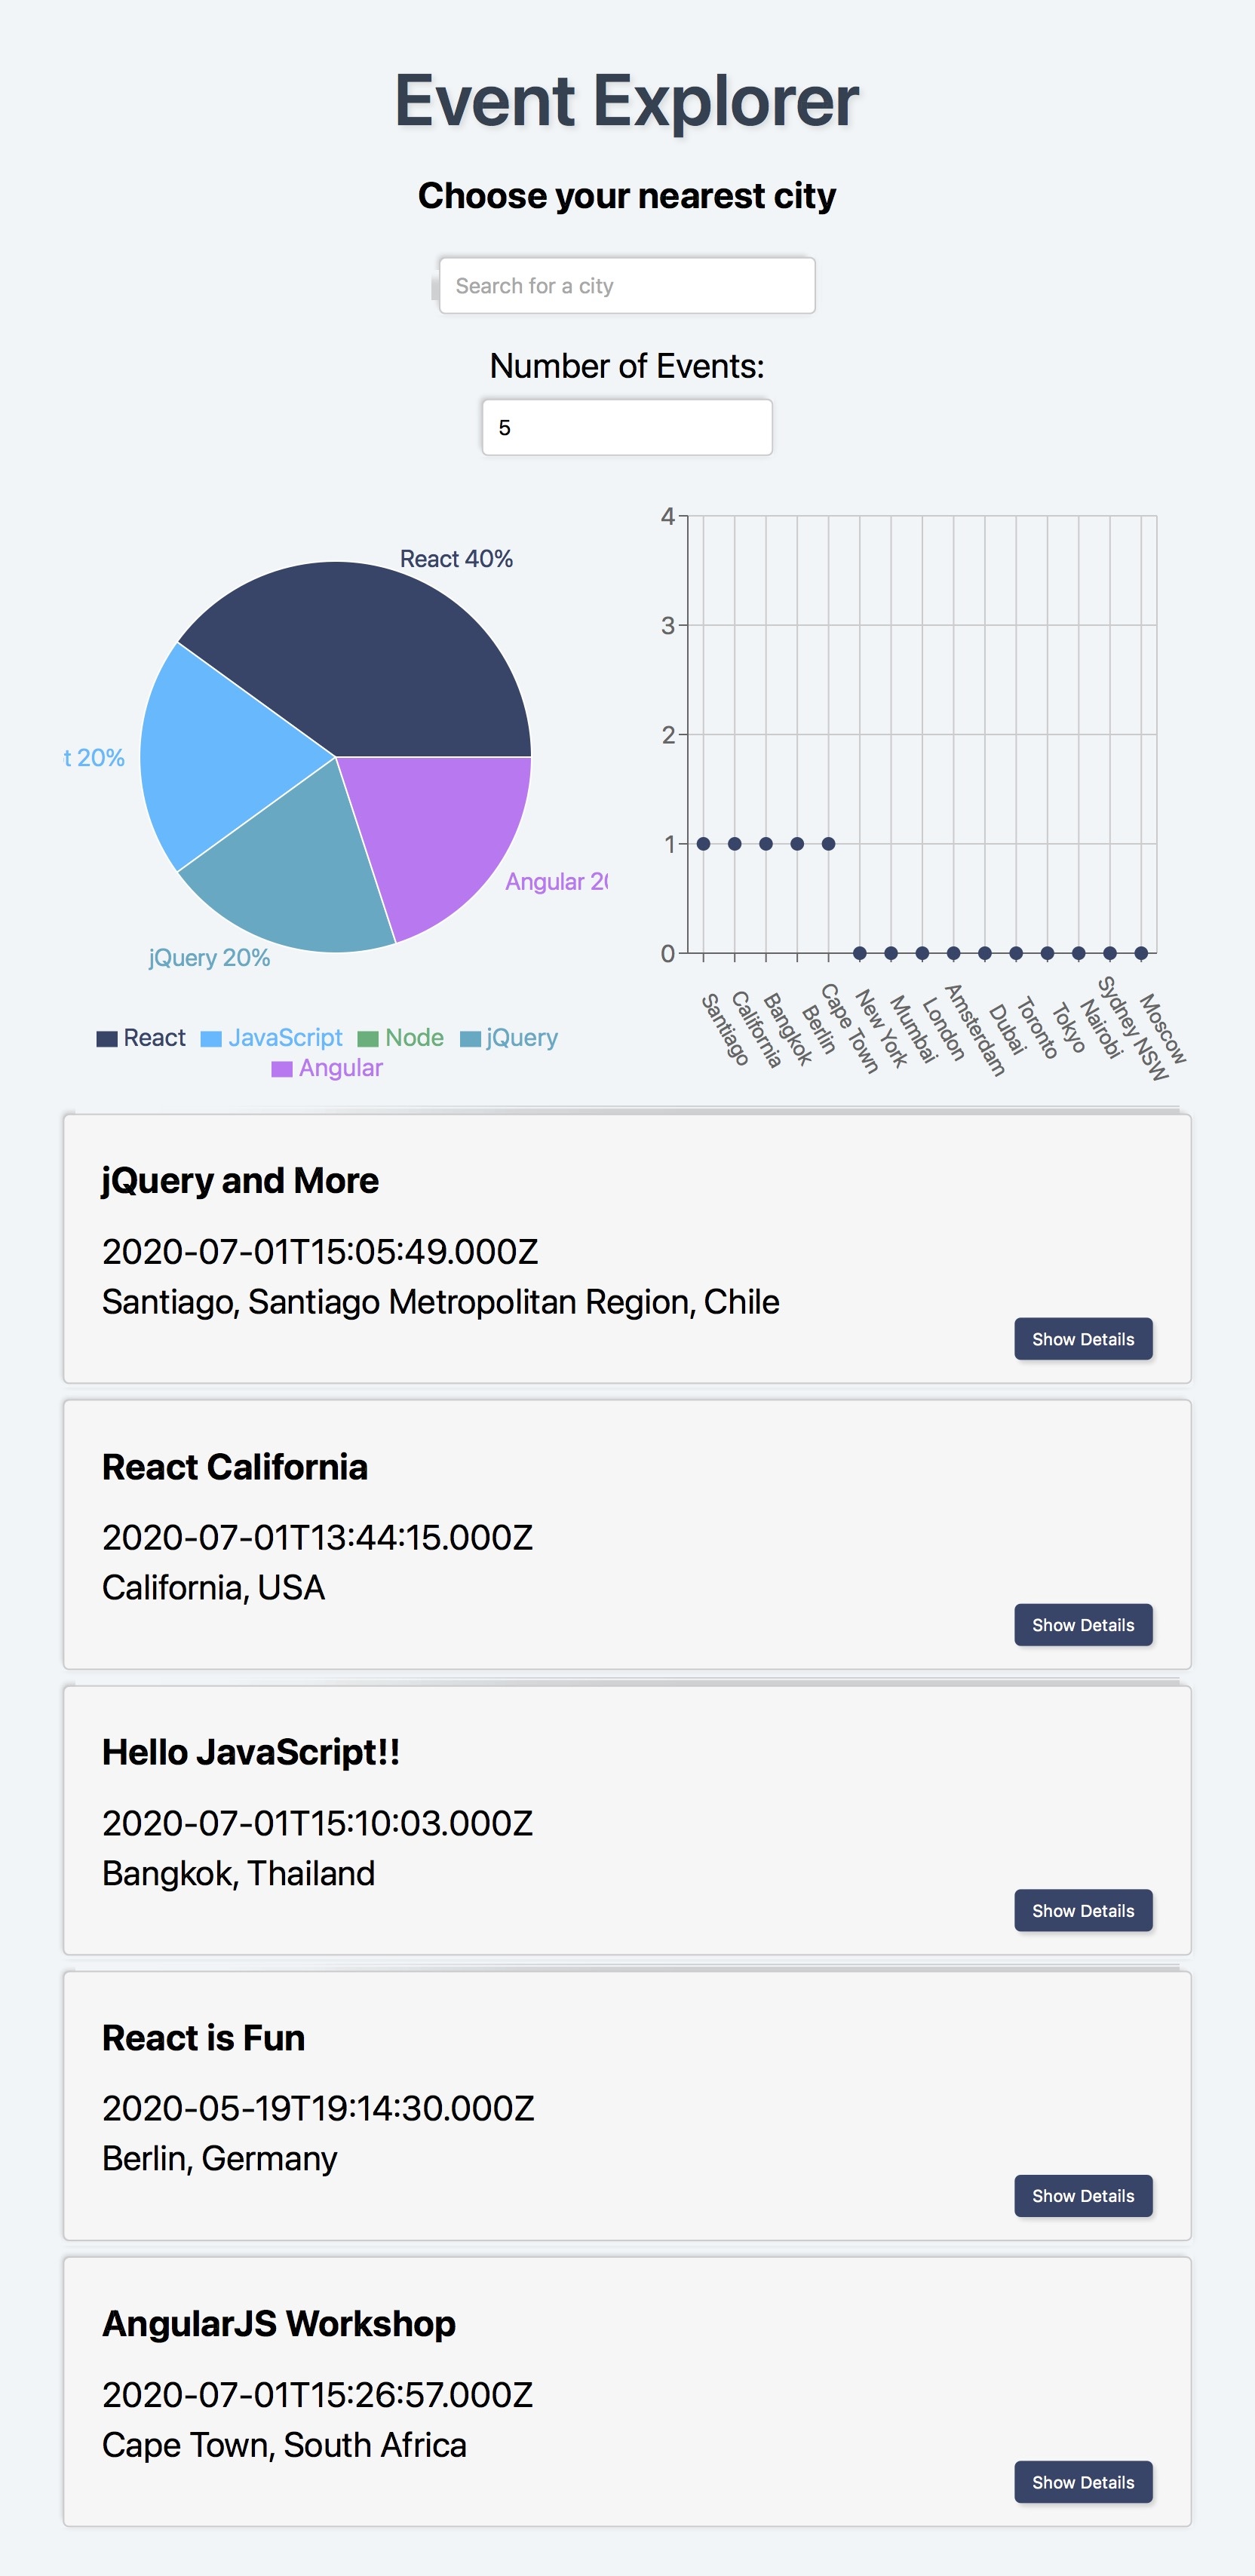 Event Explorer
Choose your nearest city
Search for a city
Number of Events:
5
React 40%
t 20%
jQuery 20%
Angular 20
React JavaScript Node jQuery
Angular
4
3
2
1
0
Santiago
California
Bangkok
Berlin
Cape Town
New York
Mumbai
London
Amsterdam
Dubai
Toronto
Tokyo
Nairobi
Sydney NSW
Moscow
jQuery and More
2020-07-01T15:05:49.000Z
Santiago, Santiago Metropolitan Region, Chile
Show Details
React California
2020-07-01T13:44:15.000Z
California, USA
Show Details
Hello JavaScript!!
2020-07-01T15:10:03.000Z
Bangkok, Thailand
Show Details
React is Fun
2020-05-19T19:14:30.000Z
Berlin, Germany
Show Details
AngularJS Workshop
2020-07-01T15:26:57.000Z
Cape Town, South Africa
Show Details